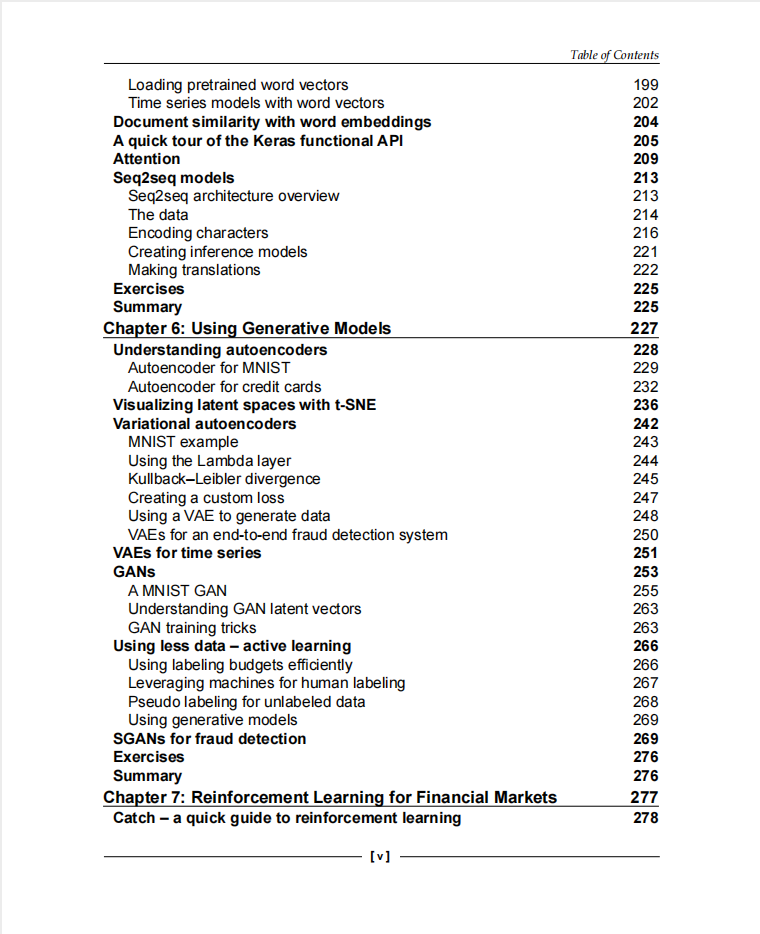 Table of Contents
Loading pretrained word vectors 199
Time series models with word vectors 202
Document similarity with word embeddings 204
A quick tour of the Keras functional API 205
Attention 209
Seq2seq models 213
Seq2seq architecture overview 213
The data 214
Encoding characters 216
Creating inference models 221
Making translations 222
Exercises 225
Summary 225
Chapter 6: Using Generative Models 227
Understanding autoencoders 228
Autoencoder for MNIST 229
Autoencoder for credit cards 232
Visualizing latent spaces with t-SNE 236
Variational autoencoders 242
MNIST example 243
Using the Lambda layer 244
Kullback–Leibler divergence 245
Creating a custom loss 247
Using a VAE to generate data 248
VAEs for an end-to-end fraud detection system 250
VAEs for time series 251
GANs 253
A MNIST GAN 255
Understanding GAN latent vectors 263
GAN training tricks 263
Using less data – active learning 266
Using labeling budgets efficiently 266
Leveraging machines for human labeling 267
Pseudo labeling for unlabeled data 268
Using generative models 269
SGANs for fraud detection 269
Exercises 276
Summary 276
Chapter 7: Reinforcement Learning for Financial Markets 277
Catch – a quick guide to reinforcement learning 278
[ v ]